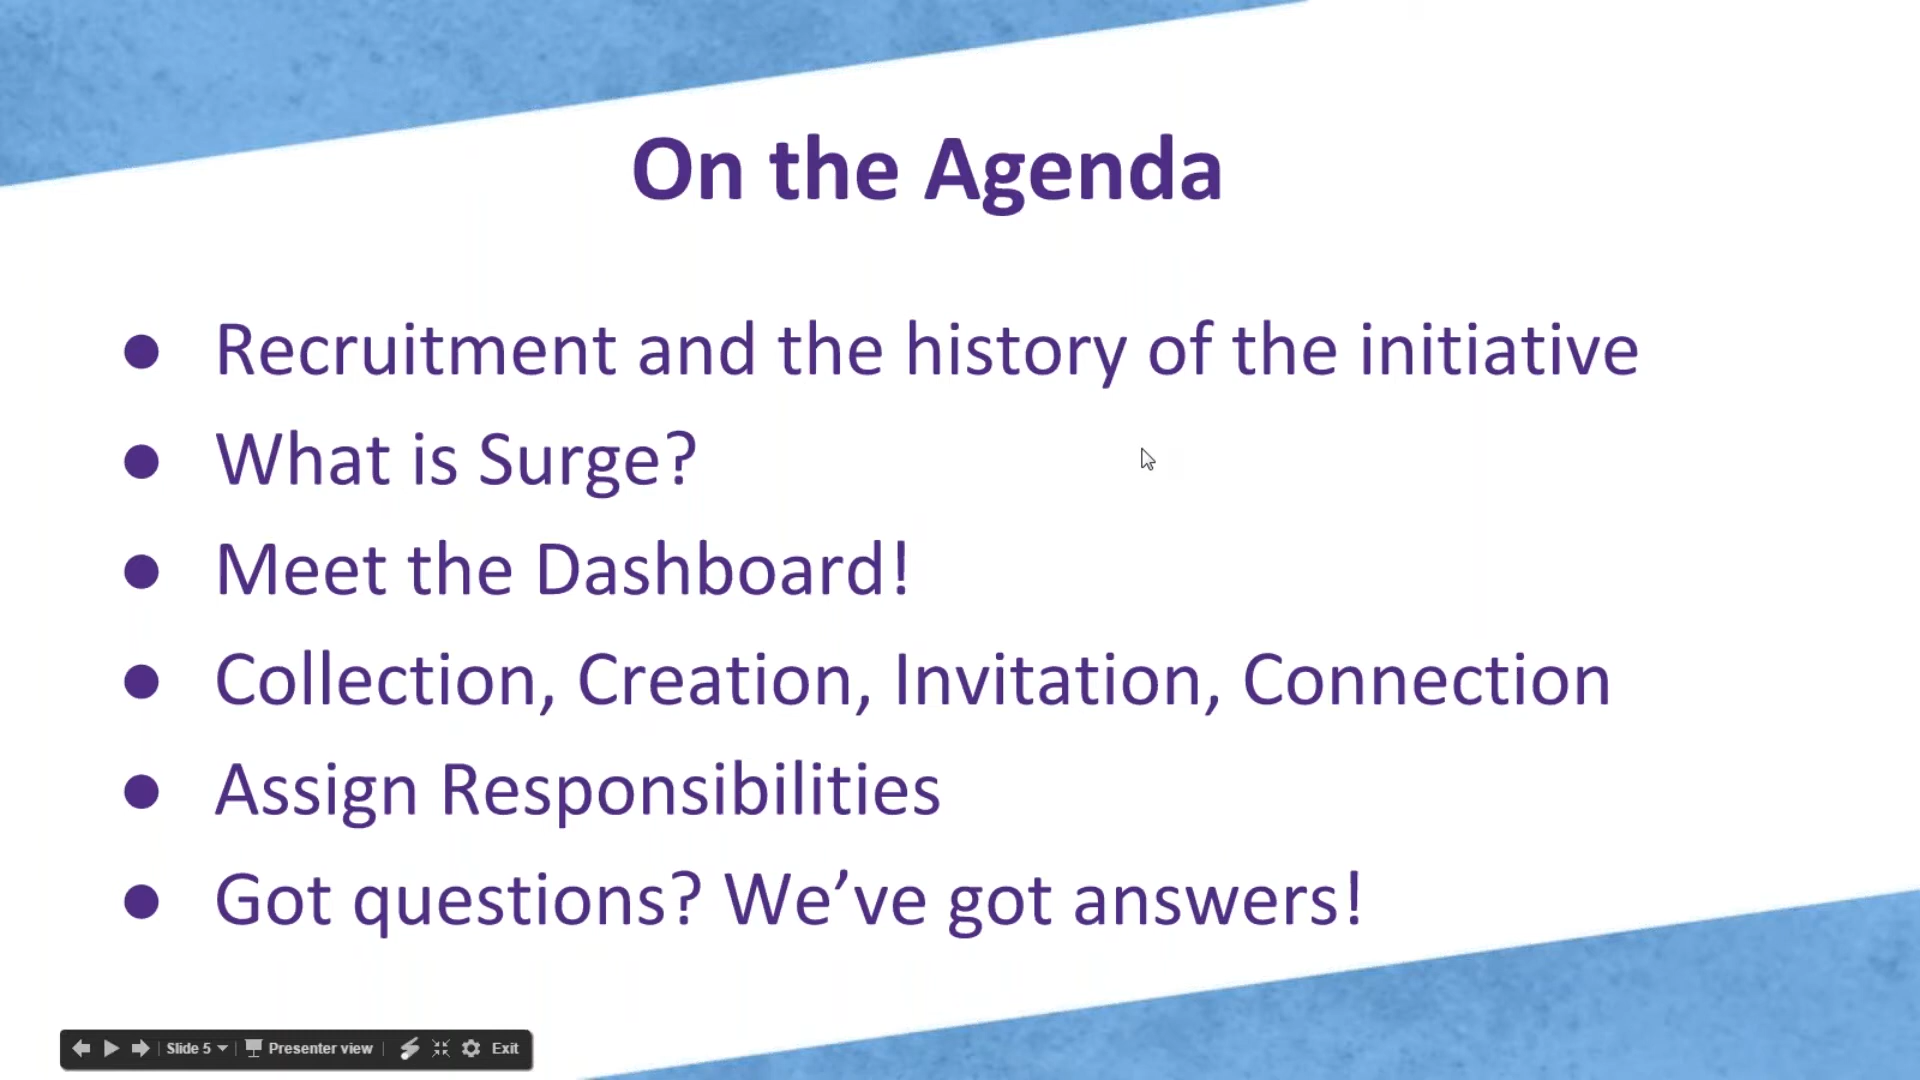 On the Agenda
● Recruitment and the history of the initiative
● What is Surge?
● Meet the Dashboard!
● Collection, Creation, Invitation, Connection
● Assign Responsibilities
● Got questions? We’ve got answers!
Slide 5 Presenter view Exit